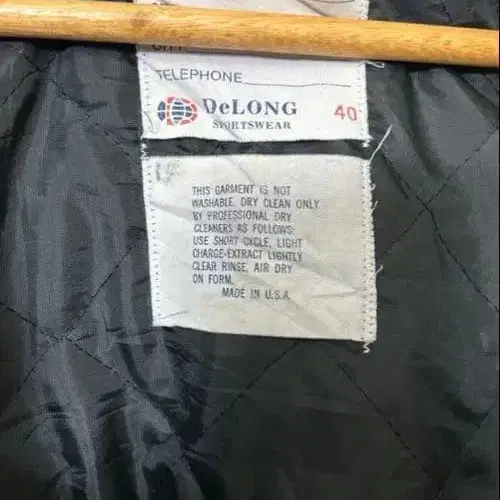 CITY
TELEPHONE
DeLONG
SPORTSWEAR
40
THIS GARMENT IS NOT
WASHABLE. DRY CLEAN ONLY
BY PROFESSIONAL DRY
CLEANERS AS FOLLOWS:
USE SHORT CYCLE, LIGHT
CHARGE-EXTRACT LIGHTLY
CLEAR RINSE, AIR DRY
ON FORM.
MADE IN U.S.A.